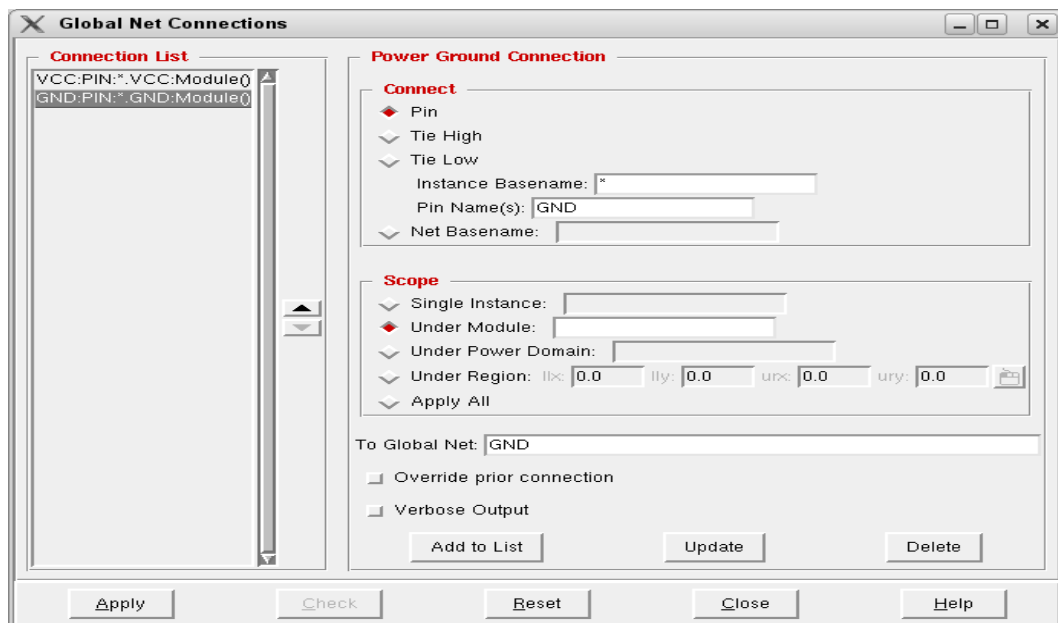 Global Net Connections
Connection List
VCC:PIN:*.VCC:Module()
GND:PIN:*.GND:Module()
Power Ground Connection
Connect
Pin
Tie High
Tie Low
Instance Basename: *
Pin Name(s): GND
Net Basename:
Scope
Single Instance:
Under Module:
Under Power Domain:
Under Region: llx: 0.0 lly: 0.0 urx: 0.0 ury: 0.0
Apply All
To Global Net: GND
Override prior connection
Verbose Output
Add to List Update Delete
Apply Check Reset Close Help